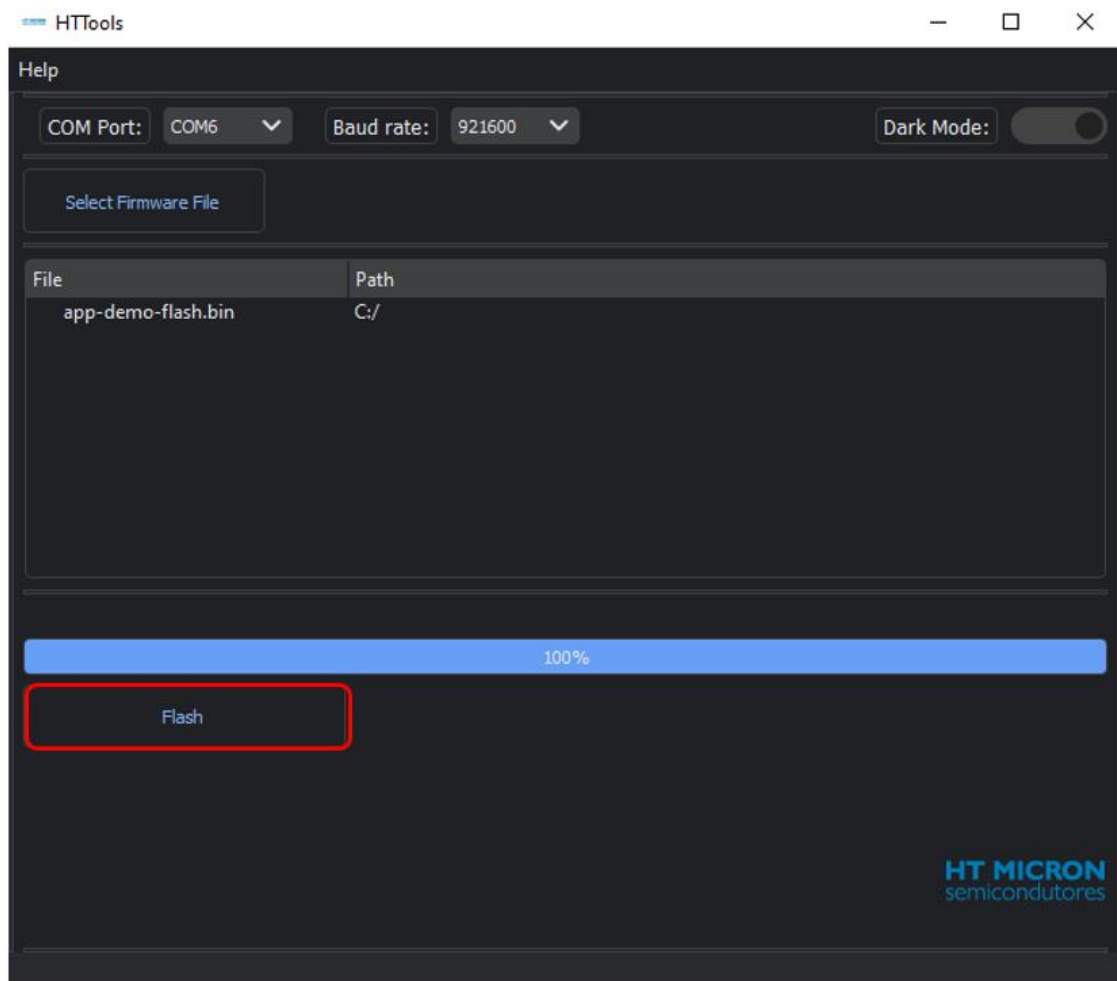 HTTools
Help
COM Port: COM6 Baud rate: 921600 Dark Mode:
Select Firmware File
File Path
app-demo-flash.bin C:/
100%
Flash
HT MICRON
semicondutores